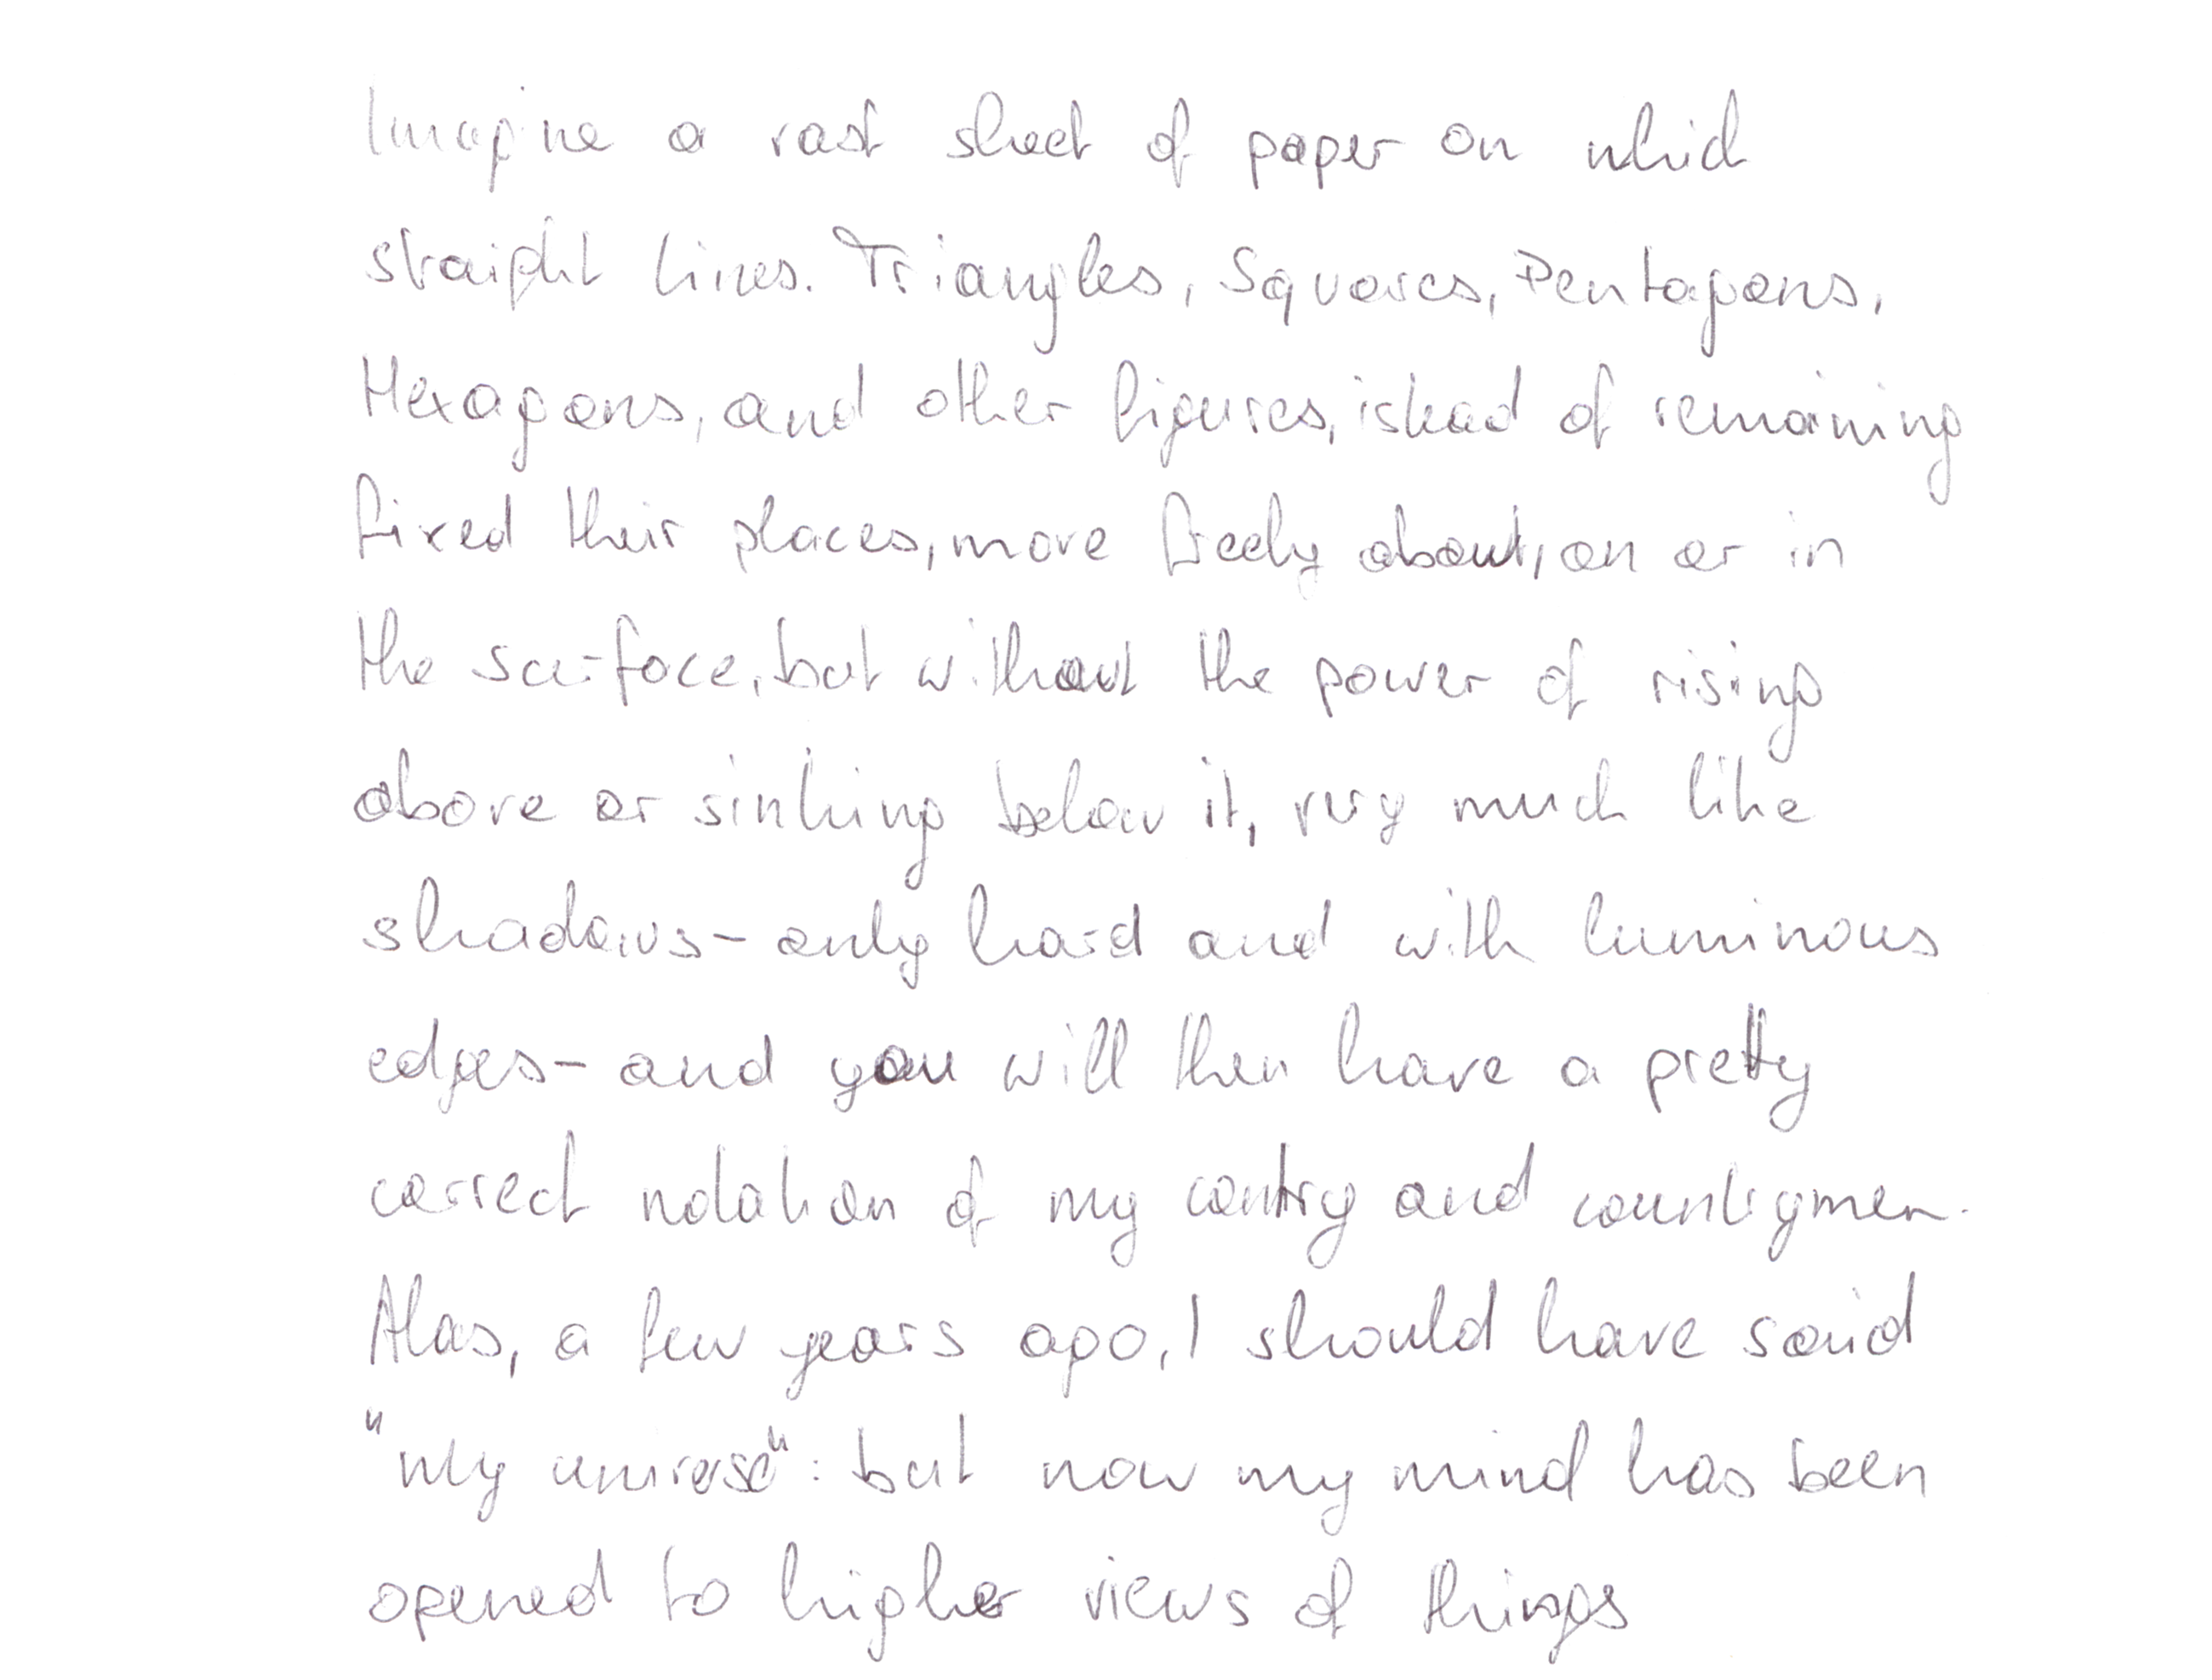 Imagine a vast sheet of paper on which
straight lines. Triangles, Squares, Pentagons,
Hexagons, and other figures, istead of remaining
fixed their places, move freely about, on or in
the surface, but without the power of rising
above or sinking below it, very much like
shadows - only hard and with luminous
edges - and you will then have a pretty
correct notation of my contry and countrymen.
Alas, a few years ago, I should have said
"my universe": but now my mind has been
opened to higher views of things